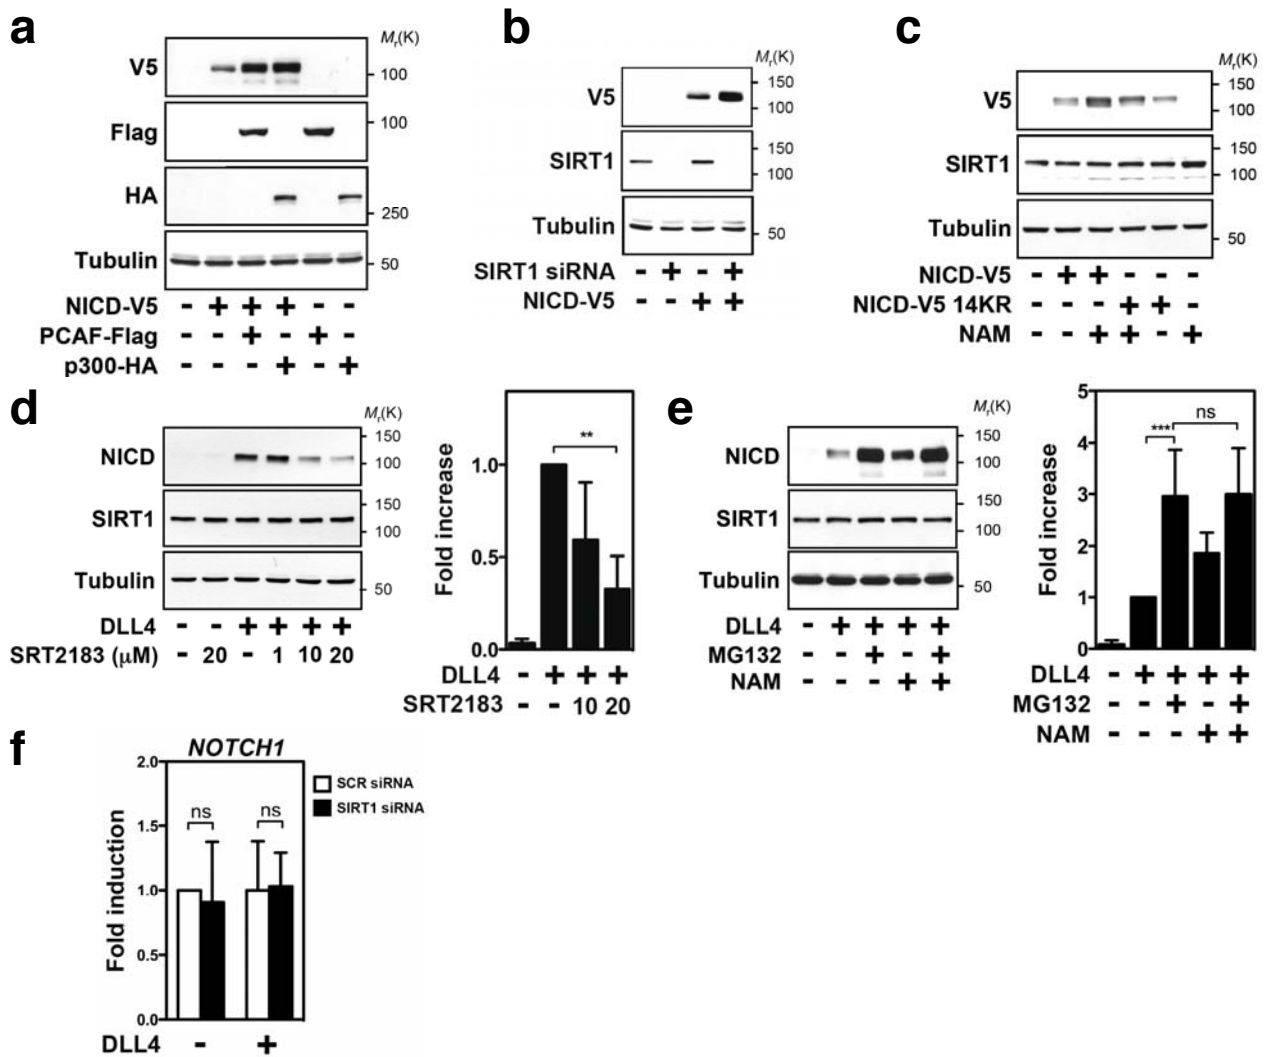 a
Mr(K)
V5
100
Flag
100
HA
250
Tubulin
50
NICD-V5 - + + + - -
PCAF-Flag - - + - + -
p300-HA - - - + - +
b
Mr(K)
V5
150
100
SIRT1
150
100
Tubulin
50
SIRT1 siRNA - + - +
NICD-V5 - - + +
c
Mr(K)
V5
150
100
SIRT1
150
100
Tubulin
50
NICD-V5 - + + - - -
NICD-V5 14KR - - - + + -
NAM - - + + - +
d
Mr(K)
NICD
150
100
SIRT1
150
100
Tubulin
50
DLL4 - - + + + +
SRT2183 (μM) - 20 - 1 10 20
Fold increase
**
1.0
0.5
0.0
DLL4 - + + +
SRT2183 - - 10 20
e
Mr(K)
NICD
150
100
SIRT1
150
100
Tubulin
50
DLL4 - + + + +
MG132 - - + - +
NAM - - - + +
Fold increase
5
ns
***
4
3
2
1
0
DLL4 - + + + +
MG132 - - + - +
NAM - - - + +
f
NOTCH1
2.0
SCR siRNA
SIRT1 siRNA
ns
ns
1.5
Fold induction
1.0
0.5
0.0
DLL4 - +